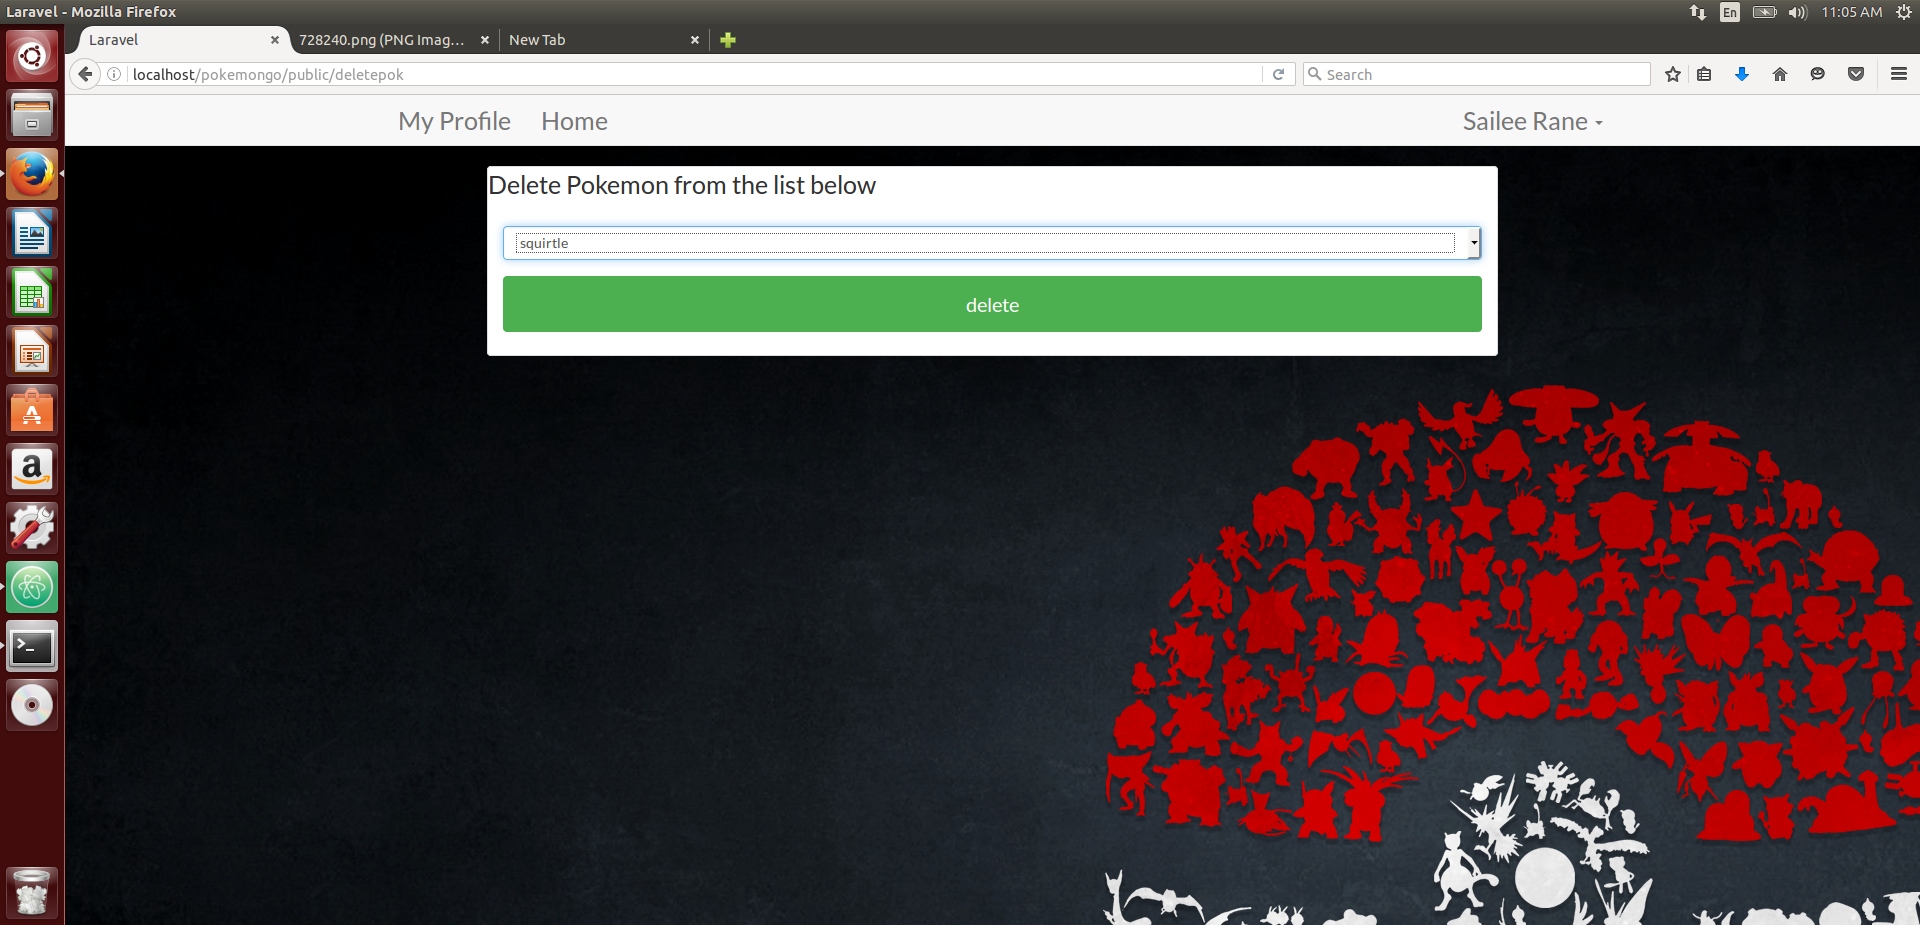 Laravel - Mozilla Firefox
En
11:05 AM
Laravel
728240.png (PNG Imag...
New Tab
localhost/pokemongo/public/deletepok
Search
My Profile
Home
Sailee Rane
Delete Pokemon from the list below
squirtle
delete